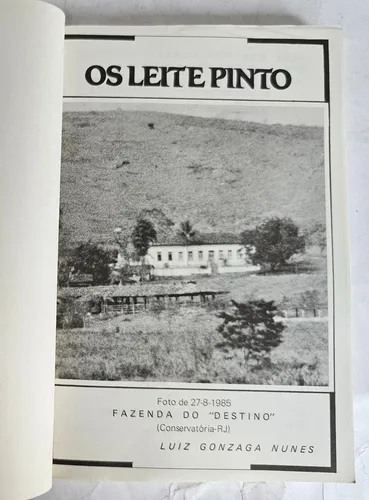 OS LEITE PINTO
Foto de 27-8-1985
FAZENDA DO "DESTINO"
(Conservatória-RJ)
LUIZ GONZAGA NUNES